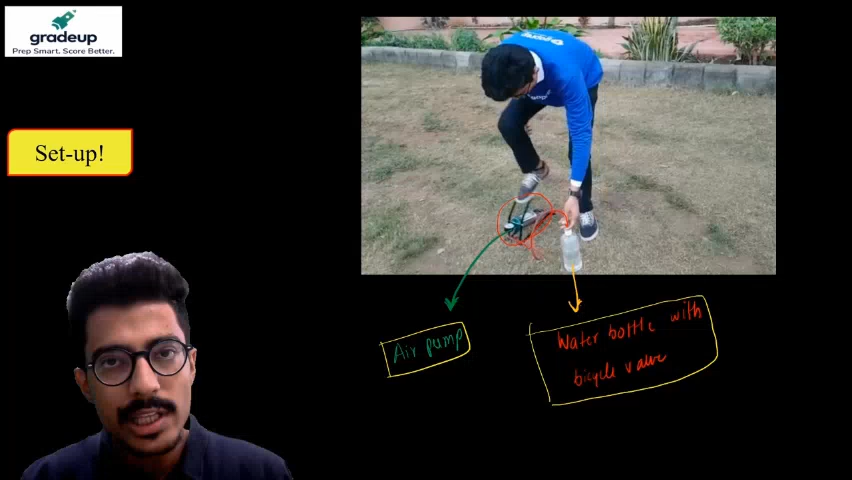 gradeup
Prep Smart. Score Better.
Set-up!
Air pump
Water bottle with
bicycle valve